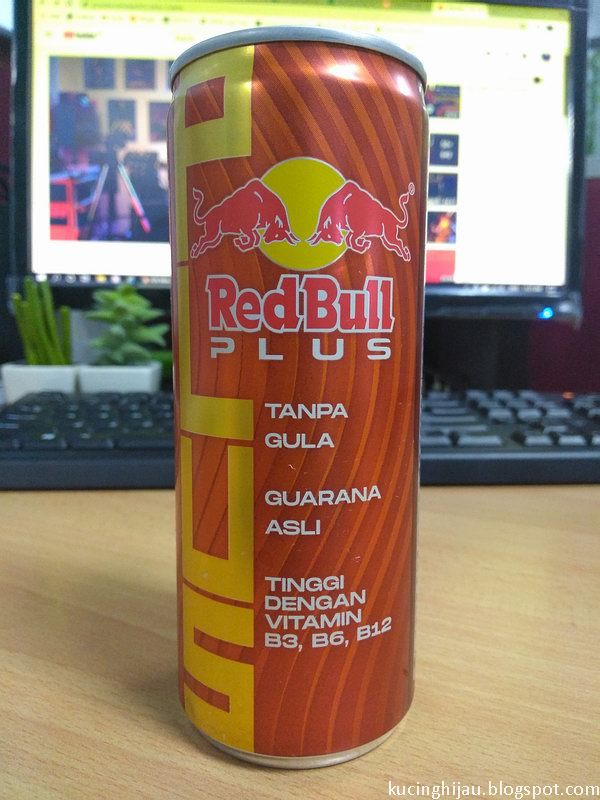 Red Bull
®
PLUS
TANPA
GULA
GUARANA
ASLI
TINGGI
DENGAN
VITAMIN
B3, B6, B12
kucinghijau.blogspot.com